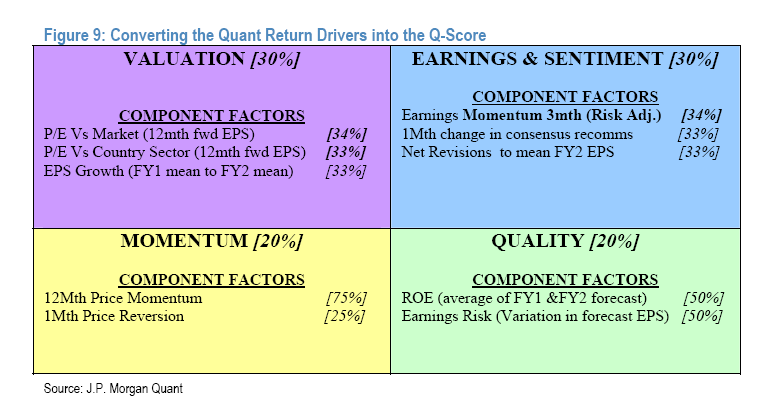 Figure 9: Converting the Quant Return Drivers into the Q-Score
VALUATION [30%]
COMPONENT FACTORS
P/E Vs Market (12mth fwd EPS) [34%]
P/E Vs Country Sector (12mth fwd EPS) [33%]
EPS Growth (FY1 mean to FY2 mean) [33%]
EARNINGS & SENTIMENT [30%]
COMPONENT FACTORS
Earnings Momentum 3mth (Risk Adj.) [34%]
1Mth change in consensus recomms [33%]
Net Revisions to mean FY2 EPS [33%]
MOMENTUM [20%]
COMPONENT FACTORS
12Mth Price Momentum [75%]
1Mth Price Reversion [25%]
QUALITY [20%]
COMPONENT FACTORS
ROE (average of FY1 &FY2 forecast) [50%]
Earnings Risk (Variation in forecast EPS) [50%]
Source: J.P. Morgan Quant